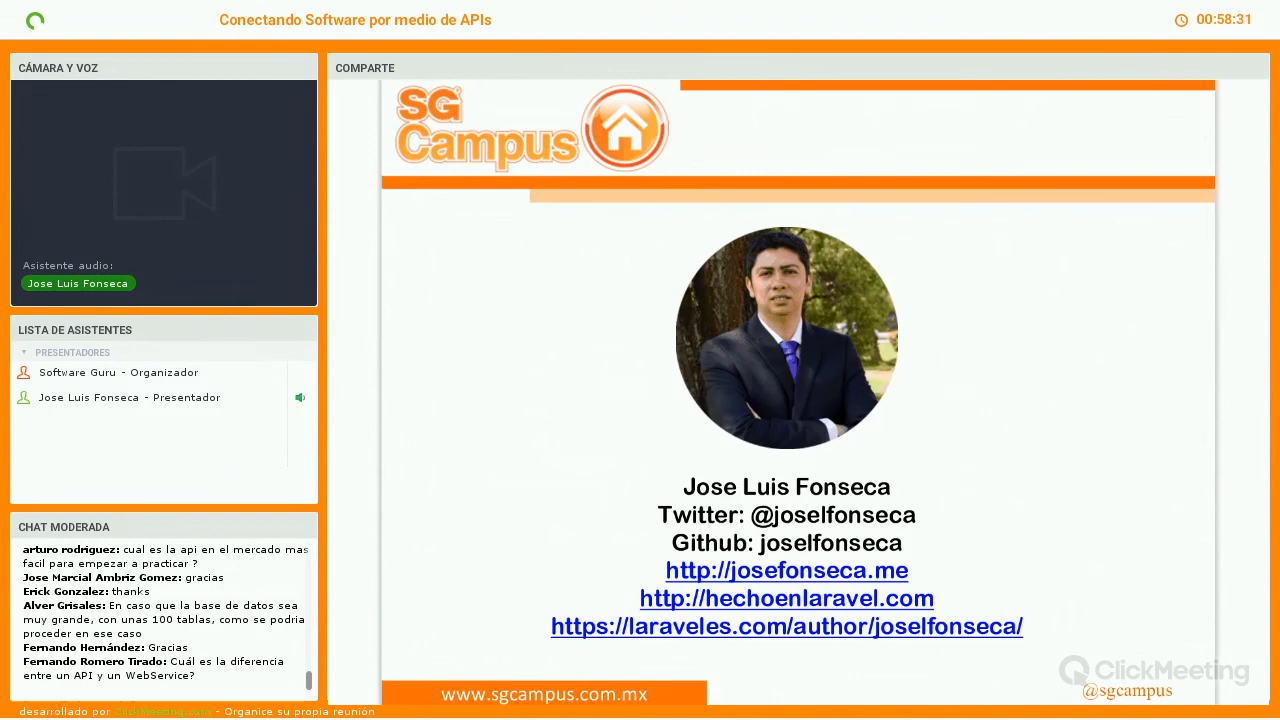 Conectando Software por medio de APIs
00:58:31
CÁMARA Y VOZ
Asistente audio:
Jose Luis Fonseca
LISTA DE ASISTENTES
PRESENTADORES
Software Guru - Organizador
Jose Luis Fonseca - Presentador
CHAT MODERADA
arturo rodriguez: cual es la api en el mercado mas
facil para empezar a practicar ?
Jose Marcial Ambriz Gomez: gracias
Erick Gonzalez: thanks
Alver Grisales: En caso que la base de datos sea
muy grande, con unas 100 tablas, como se podria
proceder en ese caso
Fernando Hernández: Gracias
Fernando Romero Tirado: Cuál es la diferencia
entre un API y un WebService?
desarrollado por ClickMeeting.com - Organice su propia reunión
COMPARTE
SG
Campus
Jose Luis Fonseca
Twitter: @joselfonseca
Github: joselfonseca
http://josefonseca.me
http://hechoenlaravel.com
https://laraveles.com/author/joselfonseca/
www.sgcampus.com.mx
ClickMeeting
@sgcampus